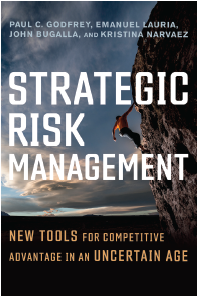 PAUL C. GODFREY, EMANUEL LAURIA,
JOHN BUGALLA, AND KRISTINA NARVAEZ
STRATEGIC
RISK
MANAGEMENT
NEW TOOLS FOR COMPETITIVE
ADVANTAGE IN AN UNCERTAIN AGE